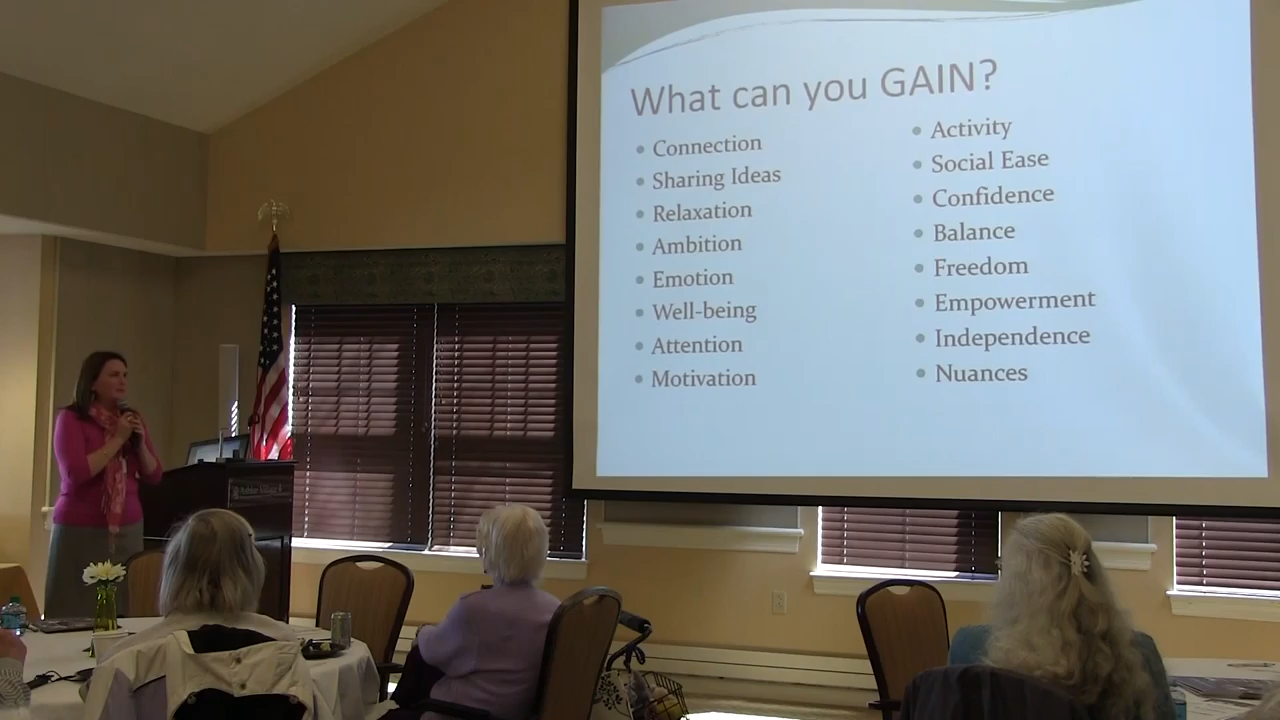 What can you GAIN?
• Connection
• Sharing Ideas
• Relaxation
• Ambition
• Emotion
• Well-being
• Attention
• Motivation
• Activity
• Social Ease
• Confidence
• Balance
• Freedom
• Empowerment
• Independence
• Nuances